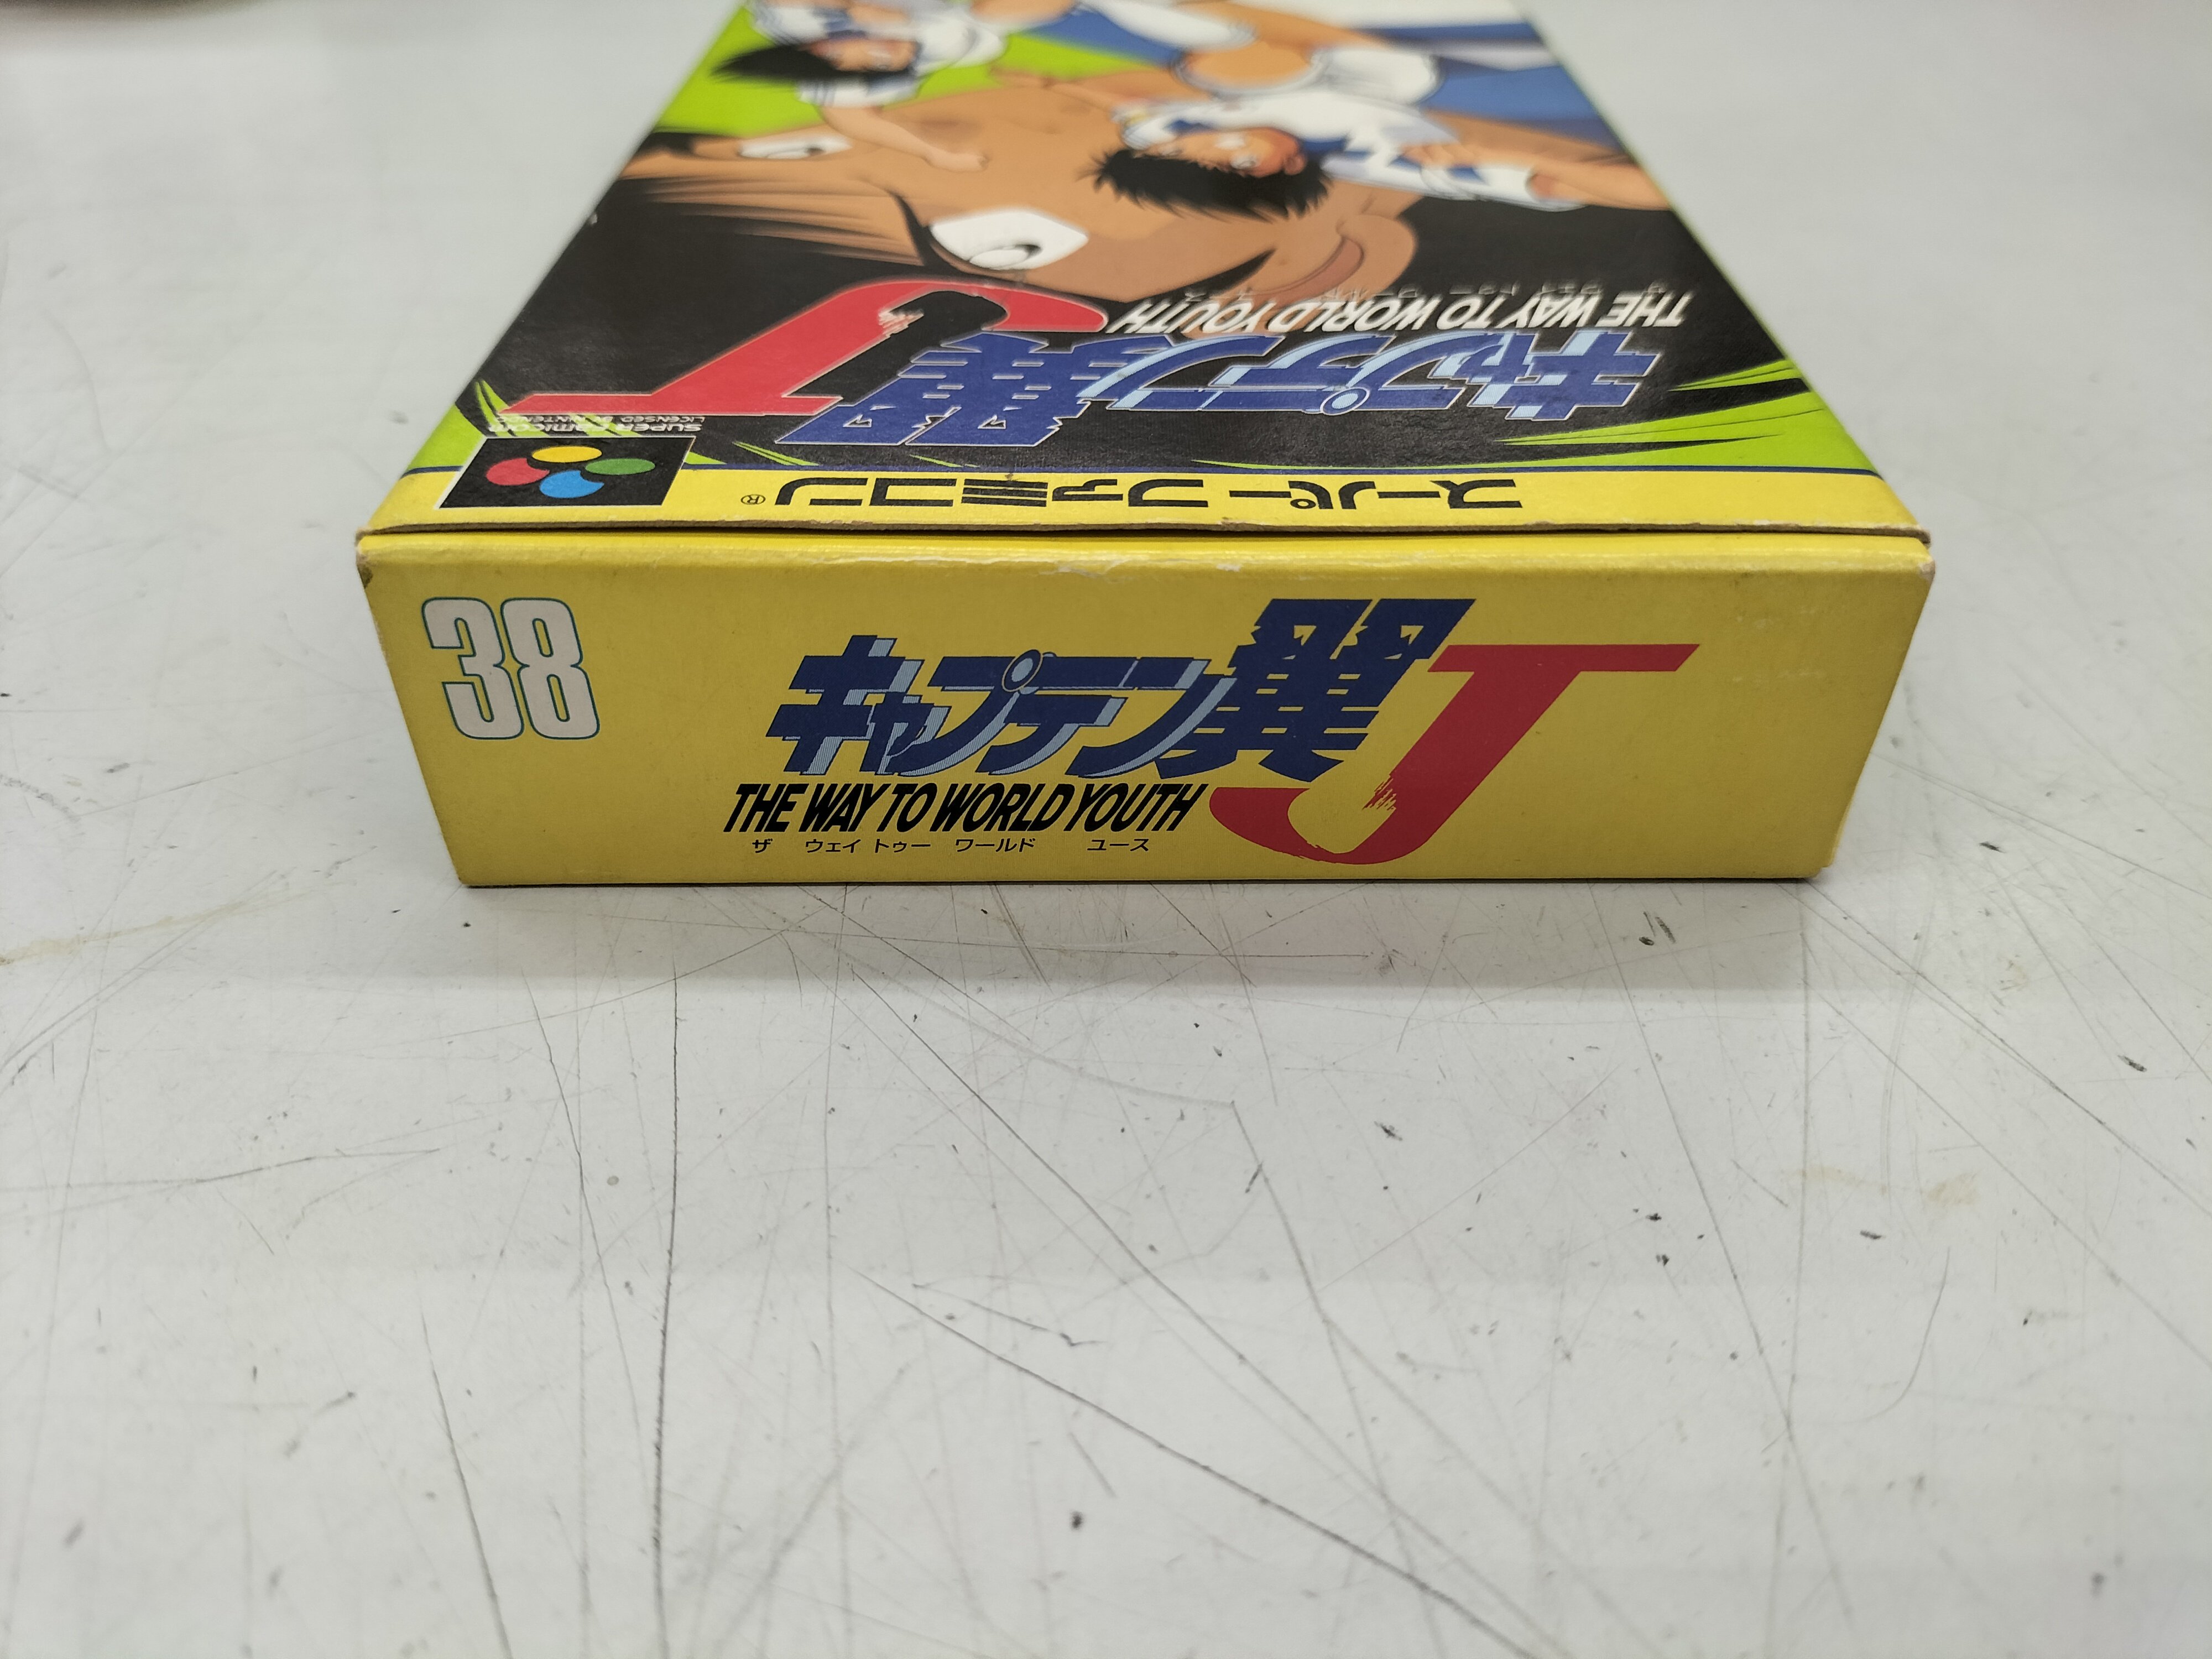 THE WAY TO WORLD YOUTH
キャプテン翼J
SUPER FAMICOM
LICENSED BY NINTENDO
スーパーファミコン®
38
キャプテン翼J
THE WAY TO WORLD YOUTH
ザ ウェイ トゥー ワールド ユース